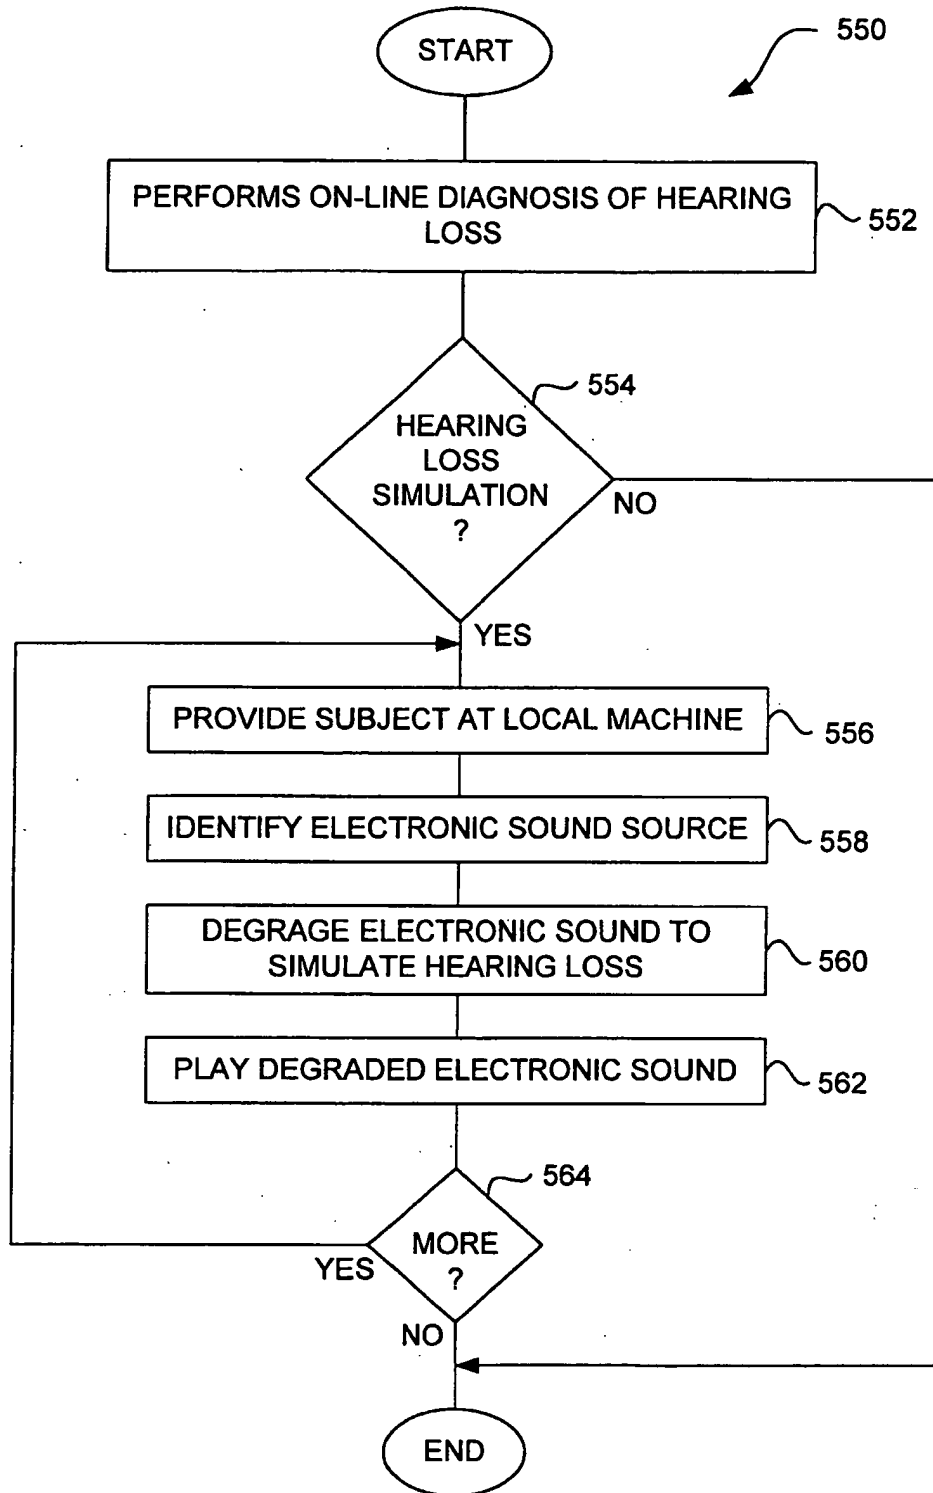 START
550
PERFORMS ON-LINE DIAGNOSIS OF HEARING
LOSS
552
554
HEARING
LOSS
SIMULATION
?
NO
YES
PROVIDE SUBJECT AT LOCAL MACHINE
556
IDENTIFY ELECTRONIC SOUND SOURCE
558
DEGRAGE ELECTRONIC SOUND TO
SIMULATE HEARING LOSS
560
PLAY DEGRADED ELECTRONIC SOUND
562
564
MORE
?
YES
NO
END